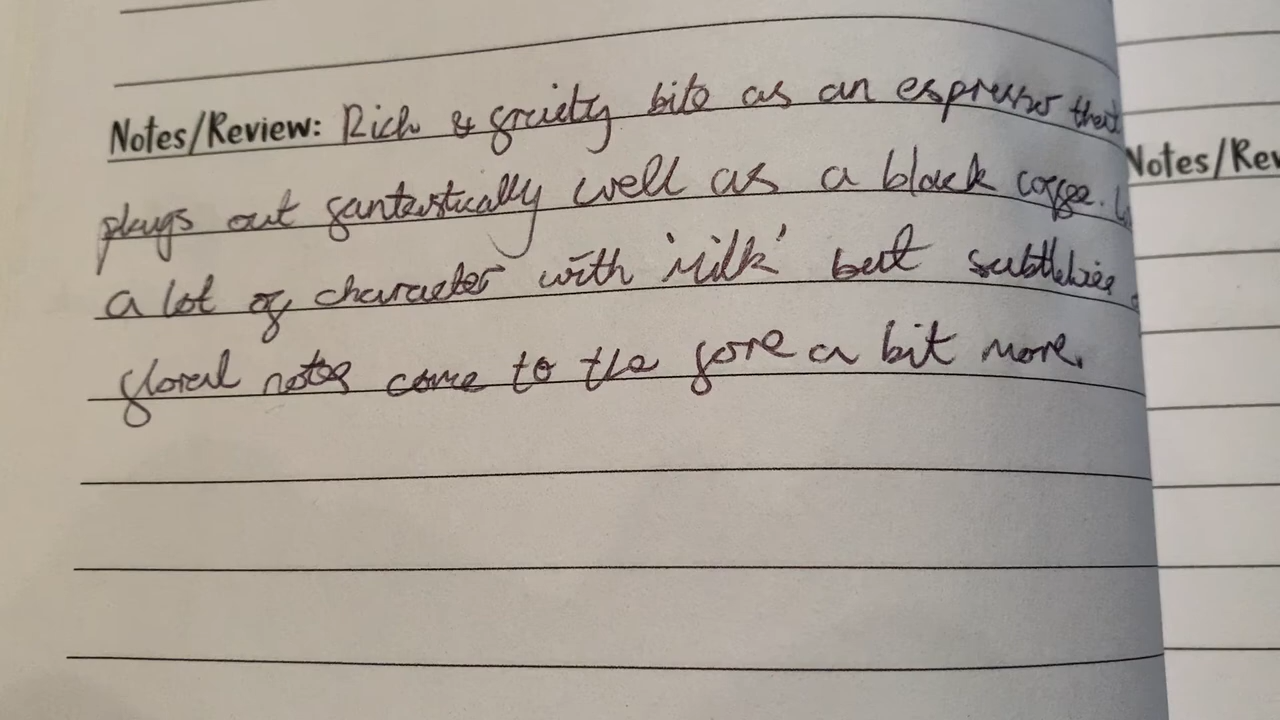 Notes/Review: Rich & fruity bite as an espresso that
plays out fantastically well as a black coffee.
a lot of character with 'milk' but subtleties
floral notes come to the fore a bit more.
Notes/Rev